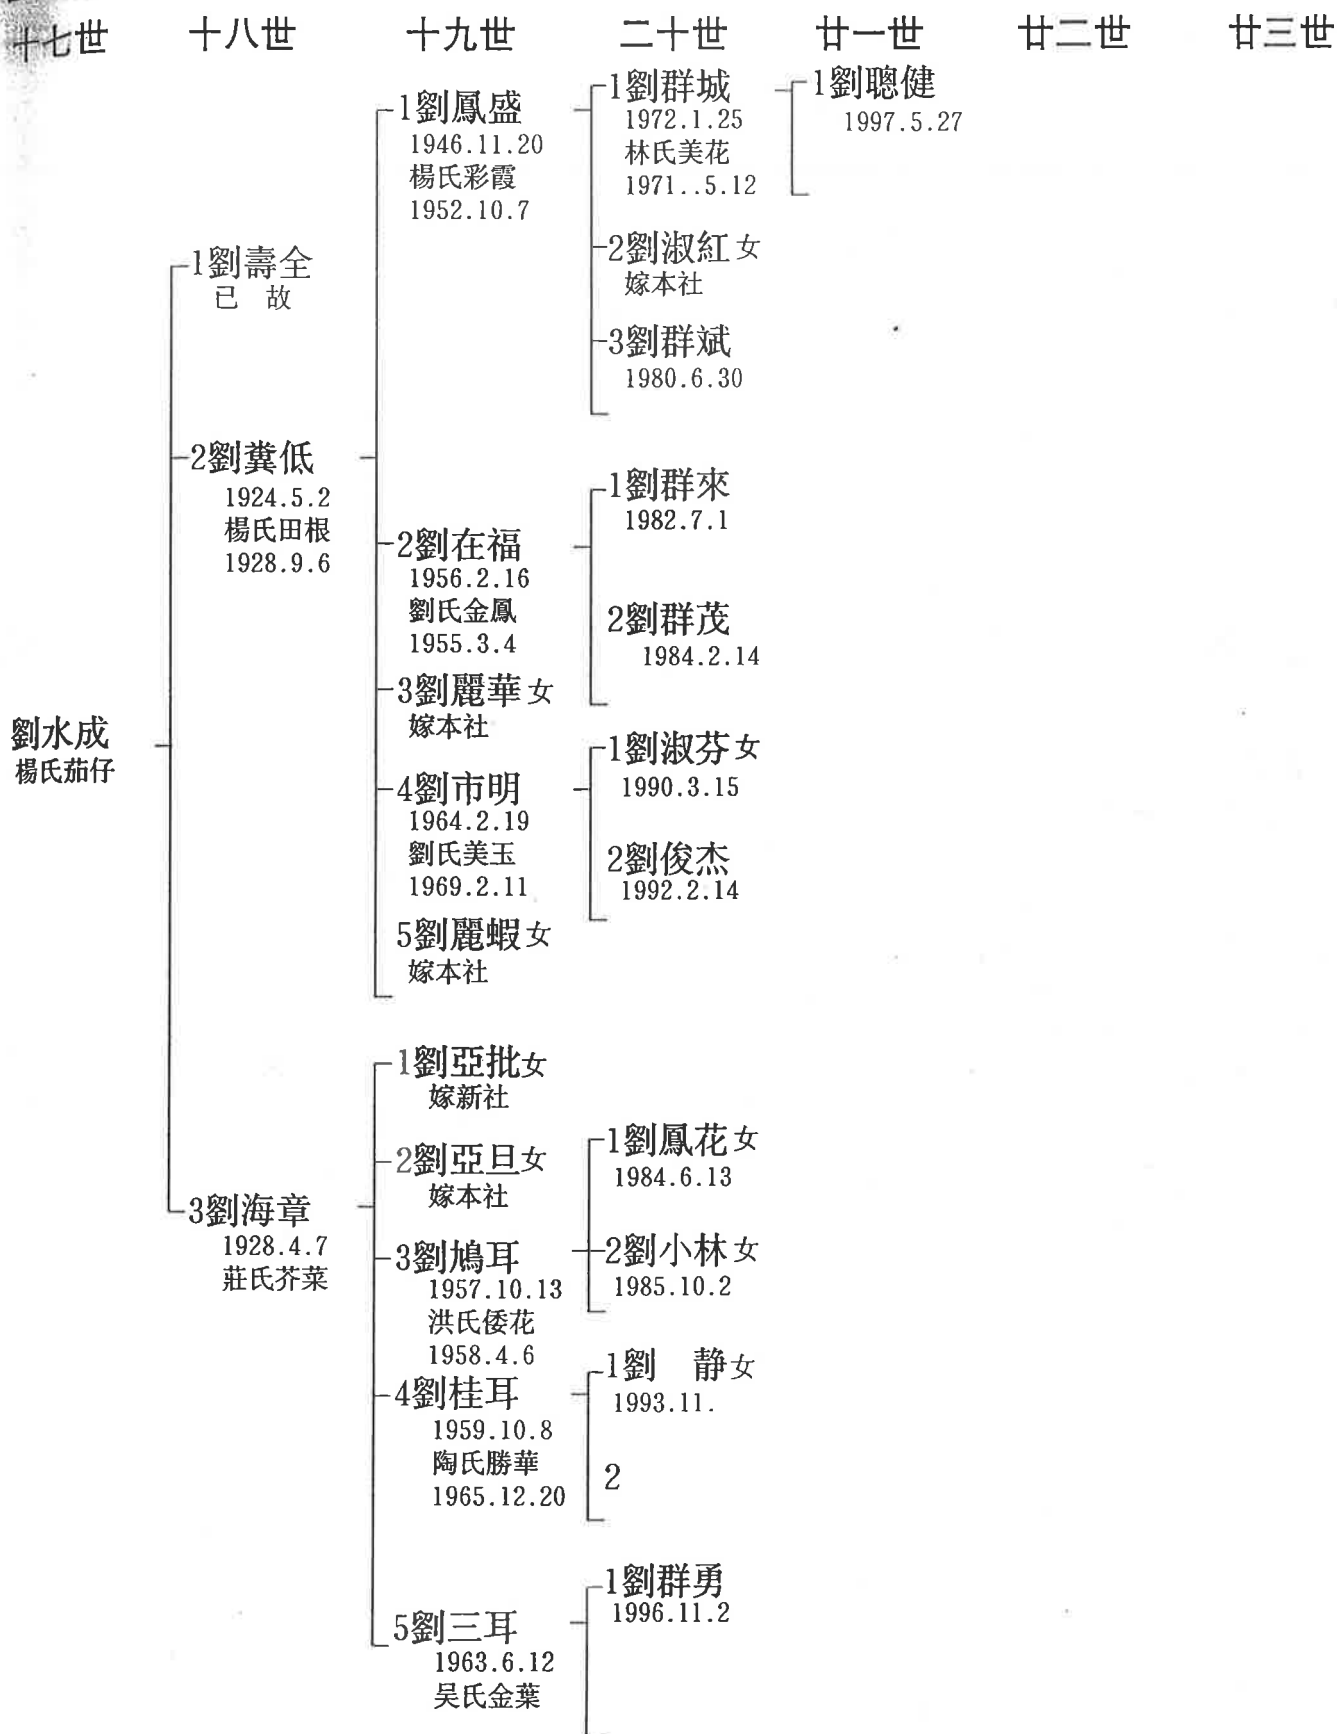 十七世 十八世 十九世 二十世 廿一世 廿二世 廿三世
劉水成
楊氏茄仔
1劉壽全
已 故
2劉糞低
1924.5.2
楊氏田根
1928.9.6
3劉海章
1928.4.7
莊氏芥菜
1劉鳳盛
1946.11.20
楊氏彩霞
1952.10.7
2劉在福
1956.2.16
劉氏金鳳
1955.3.4
3劉麗華女
嫁本社
4劉市明
1964.2.19
劉氏美玉
1969.2.11
5劉麗蝦女
嫁本社
1劉亞批女
嫁新社
2劉亞旦女
嫁本社
3劉鳩耳
1957.10.13
洪氏倭花
1958.4.6
4劉桂耳
1959.10.8
陶氏勝華
1965.12.20
5劉三耳
1963.6.12
吴氏金葉
1劉群城
1972.1.25
林氏美花
1971..5.12
2劉淑紅女
嫁本社
3劉群斌
1980.6.30
1劉群來
1982.7.1
2劉群茂
1984.2.14
1劉淑芬女
1990.3.15
2劉俊杰
1992.2.14
1劉鳳花女
1984.6.13
2劉小林女
1985.10.2
1劉 静女
1993.11.
2
1劉群勇
1996.11.2
1劉聰健
1997.5.27